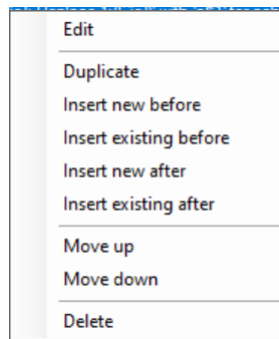 Edit
Duplicate
Insert new before
Insert existing before
Insert new after
Insert existing after
Move up
Move down
Delete